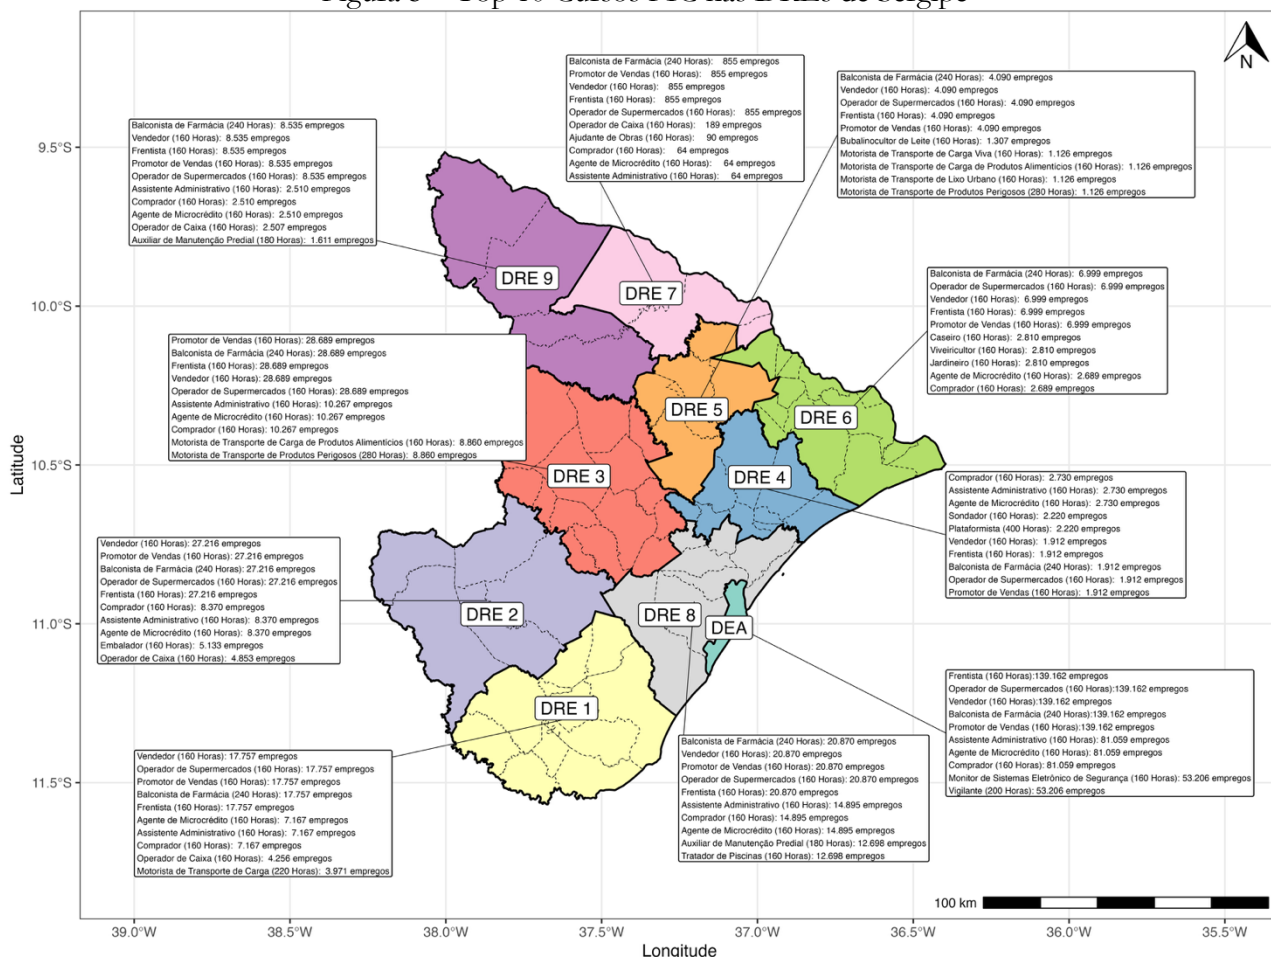 Figura 3 – Top 10 Cursos FIC nas DREs de Sergipe
N
Balconista de Farmácia (240 Horas): 855 empregos
Promotor de Vendas (160 Horas): 855 empregos
Vendedor (160 Horas): 855 empregos
Frentista (160 Horas): 855 empregos
Operador de Supermercados (160 Horas): 855 empregos
Operador de Caixa (160 Horas): 189 empregos
Ajudante de Obras (160 Horas): 90 empregos
Comprador (160 Horas): 64 empregos
Agente de Microcrédito (160 Horas): 64 empregos
Assistente Administrativo (160 Horas): 64 empregos
Balconista de Farmácia (240 Horas): 4.090 empregos
Vendedor (160 Horas): 4.090 empregos
Operador de Supermercados (160 Horas): 4.090 empregos
Frentista (160 Horas): 4.090 empregos
Promotor de Vendas (160 Horas): 4.090 empregos
Bubalinocultor de Leite (160 Horas): 1.307 empregos
Motorista de Transporte de Carga Viva (160 Horas): 1.126 empregos
Motorista de Transporte de Carga de Produtos Alimentícios (160 Horas): 1.126 empregos
Motorista de Transporte de Lixo Urbano (160 Horas): 1.126 empregos
Motorista de Transporte de Produtos Perigosos (280 Horas): 1.126 empregos
Balconista de Farmácia (240 Horas): 8.535 empregos
Vendedor (160 Horas): 8.535 empregos
Frentista (160 Horas): 8.535 empregos
Promotor de Vendas (160 Horas): 8.535 empregos
Operador de Supermercados (160 Horas): 8.535 empregos
Assistente Administrativo (160 Horas): 2.510 empregos
Comprador (160 Horas): 2.510 empregos
Agente de Microcrédito (160 Horas): 2.510 empregos
Operador de Caixa (160 Horas): 2.507 empregos
Auxiliar de Manutenção Predial (180 Horas): 1.611 empregos
Balconista de Farmácia (240 Horas): 6.999 empregos
Operador de Supermercados (160 Horas): 6.999 empregos
Vendedor (160 Horas): 6.999 empregos
Frentista (160 Horas): 6.999 empregos
Promotor de Vendas (160 Horas): 6.999 empregos
Caseiro (160 Horas): 2.810 empregos
Viveiricultor (160 Horas): 2.810 empregos
Jardineiro (160 Horas): 2.810 empregos
Agente de Microcrédito (160 Horas): 2.689 empregos
Comprador (160 Horas): 2.689 empregos
Promotor de Vendas (160 Horas): 28.689 empregos
Balconista de Farmácia (240 Horas): 28.689 empregos
Frentista (160 Horas): 28.689 empregos
Vendedor (160 Horas): 28.689 empregos
Operador de Supermercados (160 Horas): 28.689 empregos
Assistente Administrativo (160 Horas): 10.267 empregos
Agente de Microcrédito (160 Horas): 10.267 empregos
Comprador (160 Horas): 10.267 empregos
Motorista de Transporte de Carga de Produtos Alimentícios (160 Horas): 8.860 empregos
Motorista de Transporte de Produtos Perigosos (280 Horas): 8.860 empregos
Comprador (160 Horas): 2.730 empregos
Assistente Administrativo (160 Horas): 2.730 empregos
Agente de Microcrédito (160 Horas): 2.730 empregos
Sondador (160 Horas): 2.220 empregos
Plataformista (400 Horas): 2.220 empregos
Vendedor (160 Horas): 1.912 empregos
Frentista (160 Horas): 1.912 empregos
Balconista de Farmácia (240 Horas): 1.912 empregos
Operador de Supermercados (160 Horas): 1.912 empregos
Promotor de Vendas (160 Horas): 1.912 empregos
Vendedor (160 Horas): 27.216 empregos
Promotor de Vendas (160 Horas): 27.216 empregos
Balconista de Farmácia (240 Horas): 27.216 empregos
Operador de Supermercados (160 Horas): 27.216 empregos
Frentista (160 Horas): 27.216 empregos
Comprador (160 Horas): 8.370 empregos
Assistente Administrativo (160 Horas): 8.370 empregos
Agente de Microcrédito (160 Horas): 8.370 empregos
Embalador (160 Horas): 5.133 empregos
Operador de Caixa (160 Horas): 4.853 empregos
Frentista (160 Horas):139.162 empregos
Operador de Supermercados (160 Horas):139.162 empregos
Vendedor (160 Horas):139.162 empregos
Balconista de Farmácia (240 Horas):139.162 empregos
Promotor de Vendas (160 Horas):139.162 empregos
Assistente Administrativo (160 Horas): 81.059 empregos
Agente de Microcrédito (160 Horas): 81.059 empregos
Comprador (160 Horas): 81.059 empregos
Monitor de Sistemas Eletrônico de Segurança (160 Horas): 53.206 empregos
Vigilante (200 Horas): 53.206 empregos
Balconista de Farmácia (240 Horas): 20.870 empregos
Vendedor (160 Horas): 20.870 empregos
Promotor de Vendas (160 Horas): 20.870 empregos
Operador de Supermercados (160 Horas): 20.870 empregos
Frentista (160 Horas): 20.870 empregos
Assistente Administrativo (160 Horas): 14.895 empregos
Comprador (160 Horas): 14.895 empregos
Agente de Microcrédito (160 Horas): 14.895 empregos
Auxiliar de Manutenção Predial (180 Horas): 12.698 empregos
Tratador de Piscinas (160 Horas): 12.698 empregos
Vendedor (160 Horas): 17.757 empregos
Operador de Supermercados (160 Horas): 17.757 empregos
Promotor de Vendas (160 Horas): 17.757 empregos
Balconista de Farmácia (240 Horas): 17.757 empregos
Frentista (160 Horas): 17.757 empregos
Agente de Microcrédito (160 Horas): 7.167 empregos
Assistente Administrativo (160 Horas): 7.167 empregos
Comprador (160 Horas): 7.167 empregos
Operador de Caixa (160 Horas): 4.256 empregos
Motorista de Transporte de Carga (220 Horas): 3.971 empregos
DRE 9
DRE 7
DRE 5
DRE 6
DRE 3
DRE 4
DRE 2
DRE 8
DEA
DRE 1
9.5°S
10.0°S
10.5°S
11.0°S
11.5°S
Latitude
100 km
39.0°W
38.5°W
38.0°W
37.5°W
37.0°W
36.5°W
36.0°W
35.5°W
Longitude